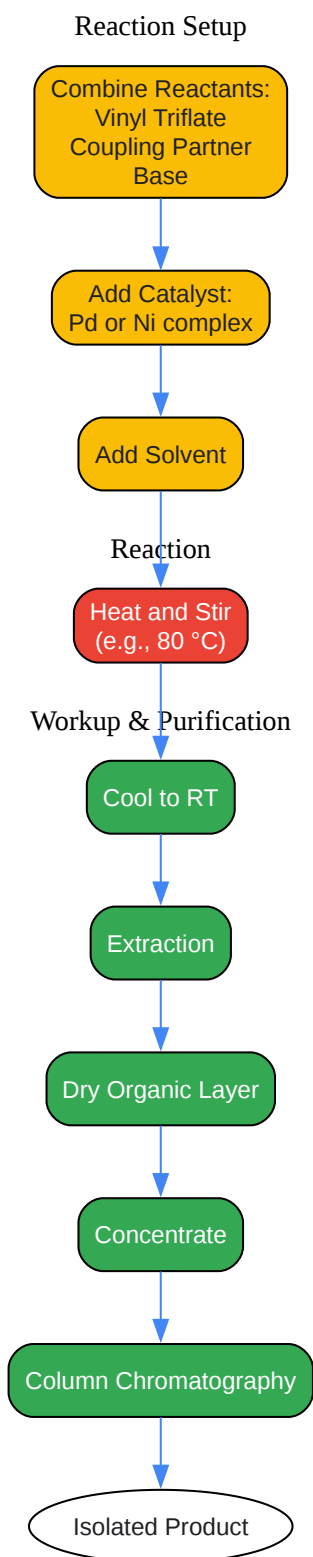 Reaction Setup
Combine Reactants:
Vinyl Triflate
Coupling Partner
Base
Add Catalyst:
Pd or Ni complex
Add Solvent
Reaction
Heat and Stir
(e.g., 80 °C)
Workup & Purification
Cool to RT
Extraction
Dry Organic Layer
Concentrate
Column Chromatography
Isolated Product